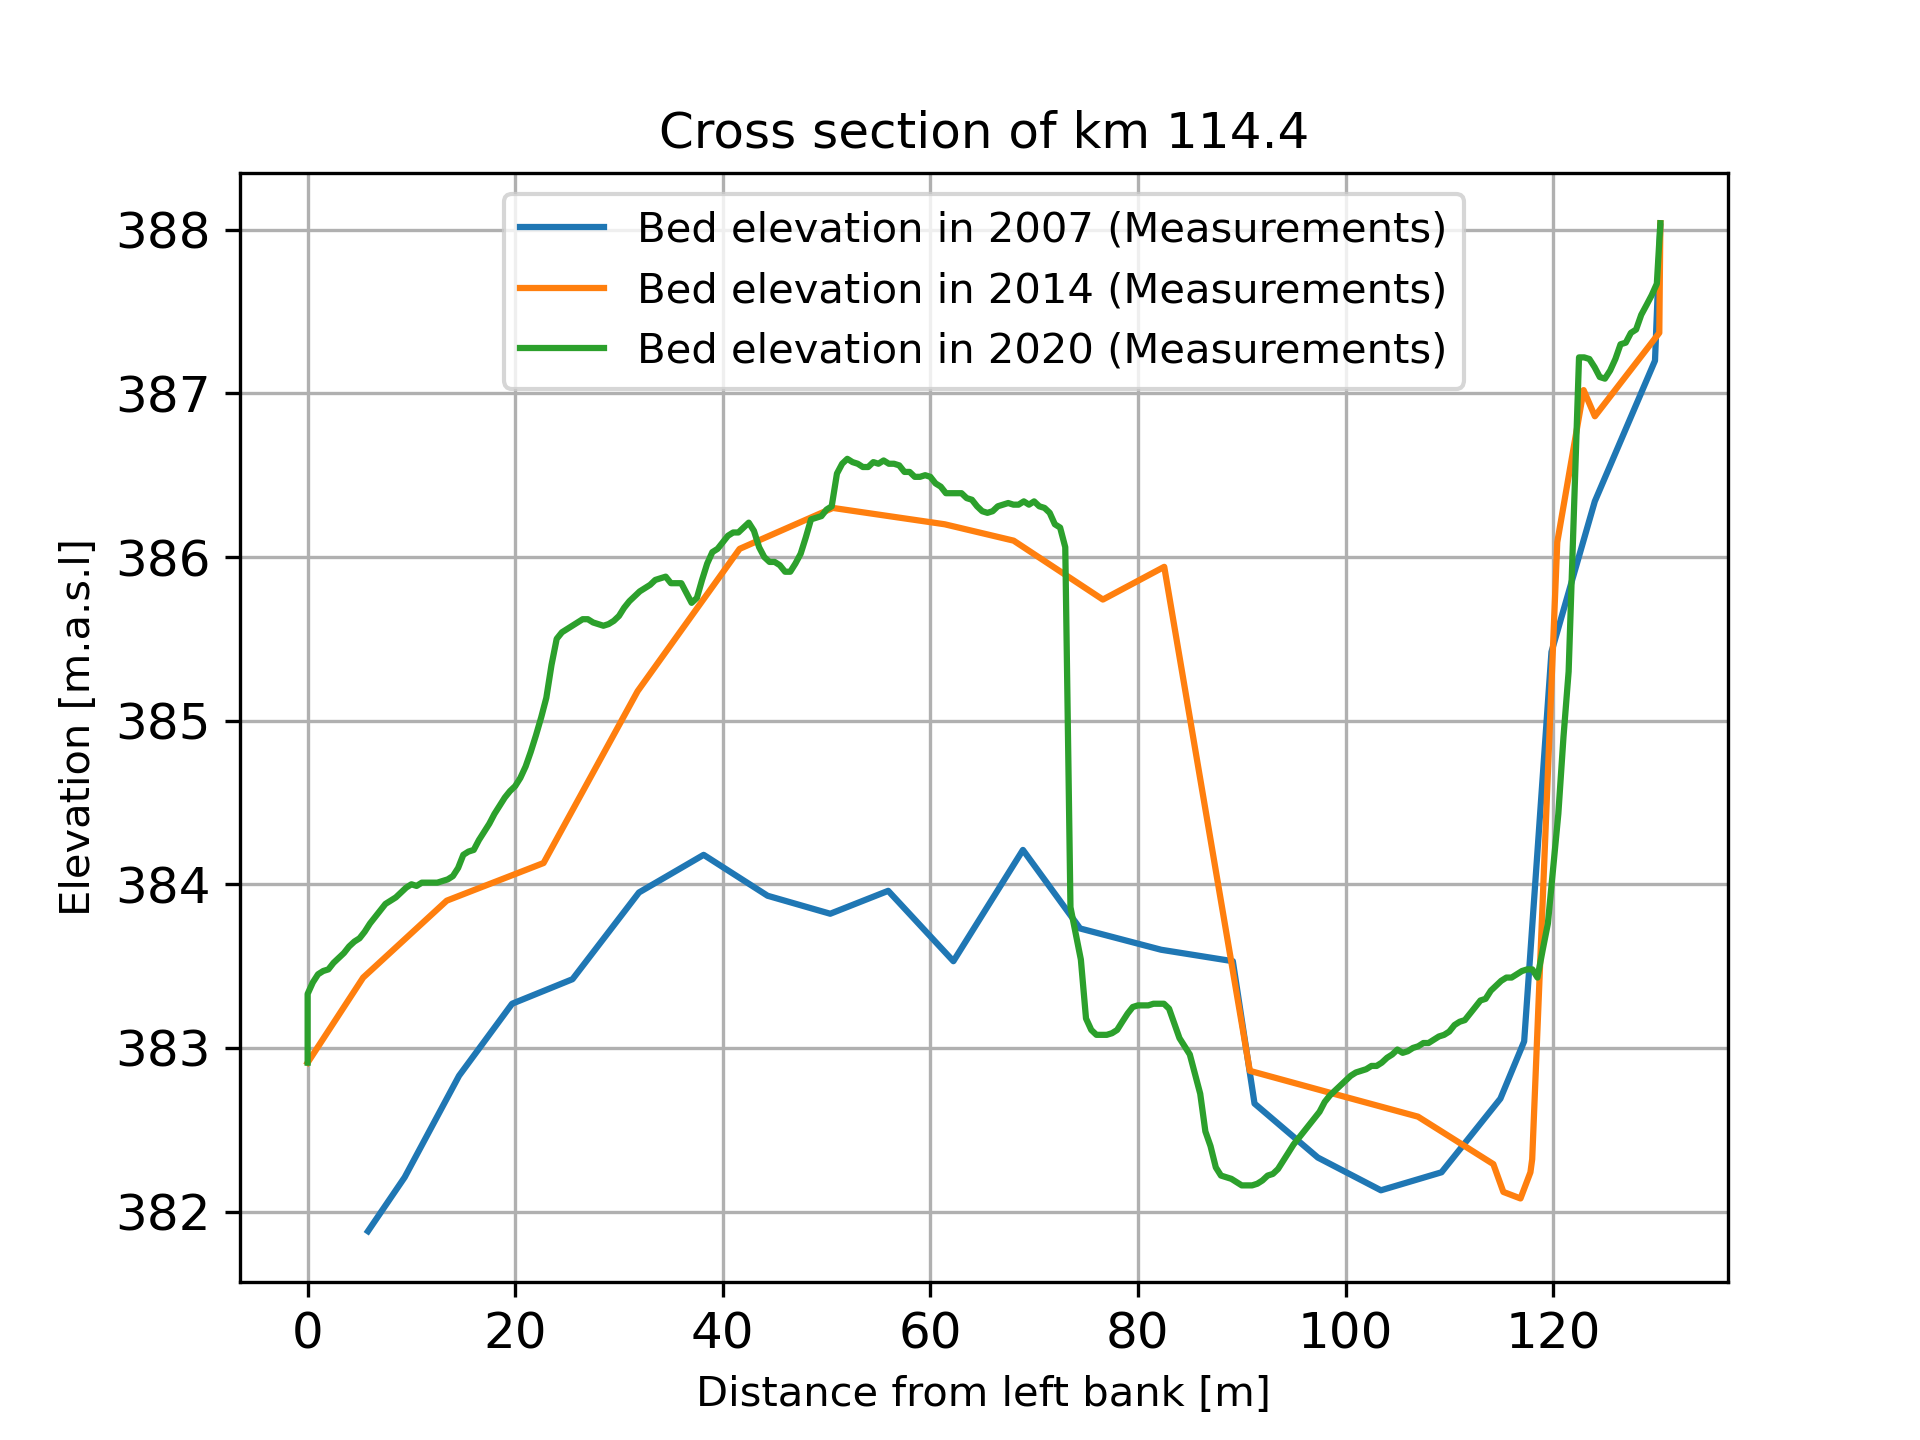 Cross section of km 114.4
Bed elevation in 2007 (Measurements)
Bed elevation in 2014 (Measurements)
Bed elevation in 2020 (Measurements)
388
387
386
385
384
383
382
Elevation [m.a.s.l]
0 20 40 60 80 100 120
Distance from left bank [m]